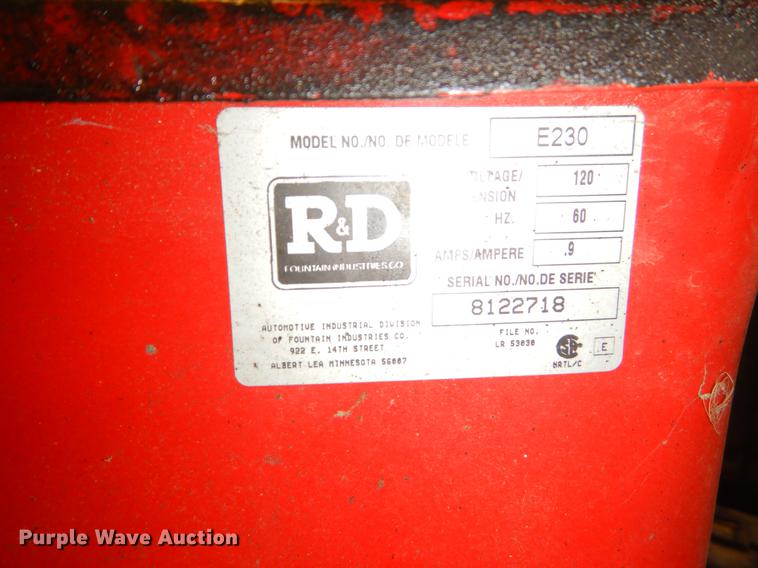 MODEL NO./NO. DE MODELE E230
120
HZ. 60
R&D
FOUNTAIN INDUSTRIES CO
AMPS/AMPERE .9
SERIAL NO./NO.DE SERIE
8122718
AUTOMOTIVE INDUSTRIAL DIVISION
OF FOUNTAIN INDUSTRIES CO.
922 E. 14TH STREET
ALBERT LEA MINNESOTA 56007
FILE NO.
LR 53030
E
NRTL/C
Purple Wave Auction